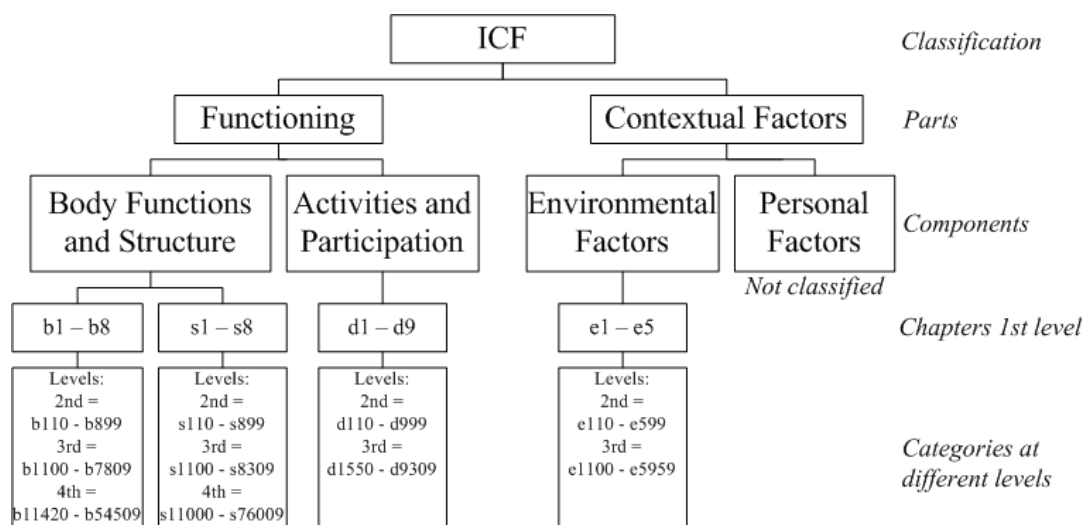 ICF
Classification
Functioning
Contextual Factors
Parts
Body Functions
and Structure
Activities and
Participation
Environmental
Factors
Personal
Factors
Components
Not classified
b1 – b8
s1 – s8
d1 – d9
e1 – e5
Chapters 1st level
Levels:
2nd =
b110 - b899
3rd =
b1100 - b7809
4th =
b11420 - b54509
Levels:
2nd =
s110 - s899
3rd =
s1100 - s8309
4th =
s11000 - s76009
Levels:
2nd =
d110 - d999
3rd =
d1550 - d9309
Levels:
2nd =
e110 - e599
3rd =
e1100 - e5959
Categories at
different levels